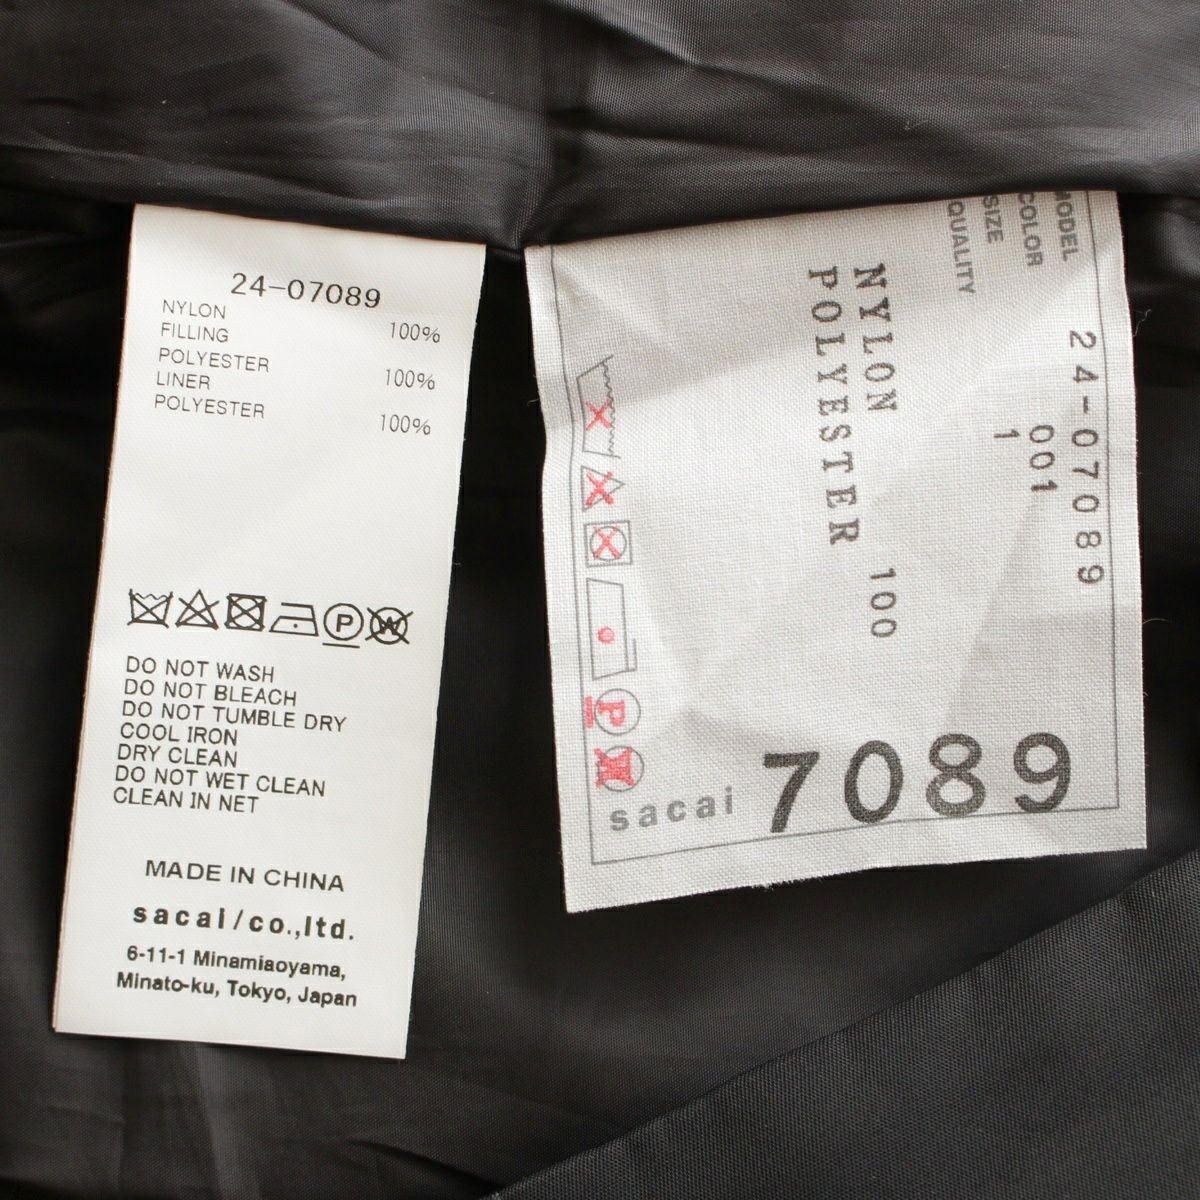 24-07089
NYLON 100%
FILLING
POLYESTER 100%
LINER
POLYESTER 100%
P W
DO NOT WASH
DO NOT BLEACH
DO NOT TUMBLE DRY
COOL IRON
DRY CLEAN
DO NOT WET CLEAN
CLEAN IN NET
MADE IN CHINA
sacai/co.,ltd.
6-11-1 Minamiaoyama,
Minato-ku, Tokyo, Japan
MODEL 24-07089
COLOR 001
SIZE 1
QUALITY
NYLON 100
POLYESTER
P
W
sacai 7089